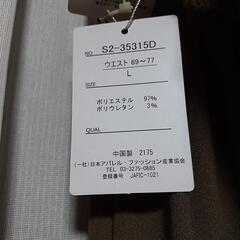 NO. S2-35315D
ウエスト 69～77
L
SIZE
ポリエステル 97%
ポリウレタン 3%
QUAL
中国製 2175
(一社)日本アパレル・ファッション産業協会
TEL 03-3275-0685
認証番号 JAFIC-1021